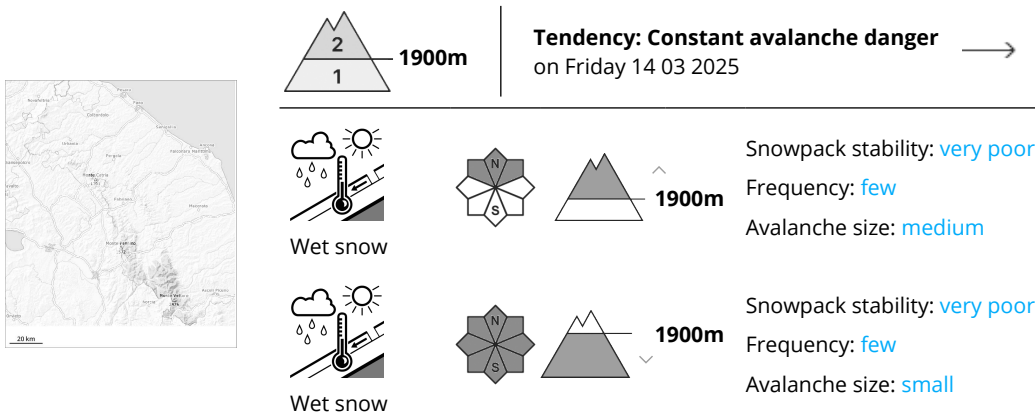 2
1
1900m
Tendency: Constant avalanche danger
on Friday 14 03 2025
20 km
Wet snow
N
S
1900m
Snowpack stability: very poor
Frequency: few
Avalanche size: medium
Wet snow
N
S
1900m
Snowpack stability: very poor
Frequency: few
Avalanche size: small